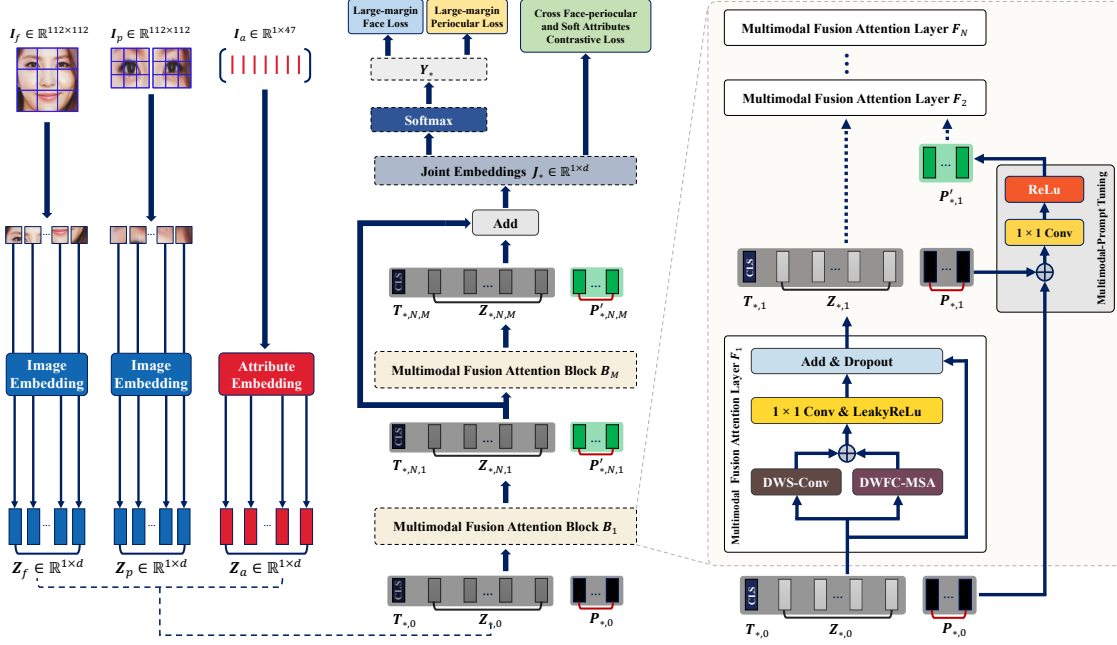 I_f ∈ ℝ^{112×112}
I_p ∈ ℝ^{112×112}
I_a ∈ ℝ^{1×47}
...
...
Image
Embedding
Image
Embedding
Attribute
Embedding
...
...
...
Z_f ∈ ℝ^{1×d}
Z_p ∈ ℝ^{1×d}
Z_a ∈ ℝ^{1×d}
Large-margin
Face Loss
Large-margin
Periocular Loss
Cross Face-periocular
and Soft Attributes
Contrastive Loss
Y_*
Softmax
Joint Embeddings J_* ∈ ℝ^{1×d}
Add
CLS
...
...
T_{*,N,M}
Z_{*,N,M}
P'_{*,N,M}
Multimodal Fusion Attention Block B_M
CLS
...
...
T_{*,N,1}
Z_{*,N,1}
P'_{*,N,1}
Multimodal Fusion Attention Block B_1
CLS
...
...
T_{*,0}
Z_{*,0}
P_{*,0}
Multimodal Fusion Attention Layer F_N
...
Multimodal Fusion Attention Layer F_2
...
P'_{*,1}
ReLu
1 × 1 Conv
Multimodal-Prompt Tuning
CLS
...
...
T_{*,1}
Z_{*,1}
P_{*,1}
Multimodal Fusion Attention Layer F_1
Add & Dropout
1 × 1 Conv & LeakyReLu
DWS-Conv
DWFC-MSA
CLS
...
...
T_{*,0}
Z_{*,0}
P_{*,0}